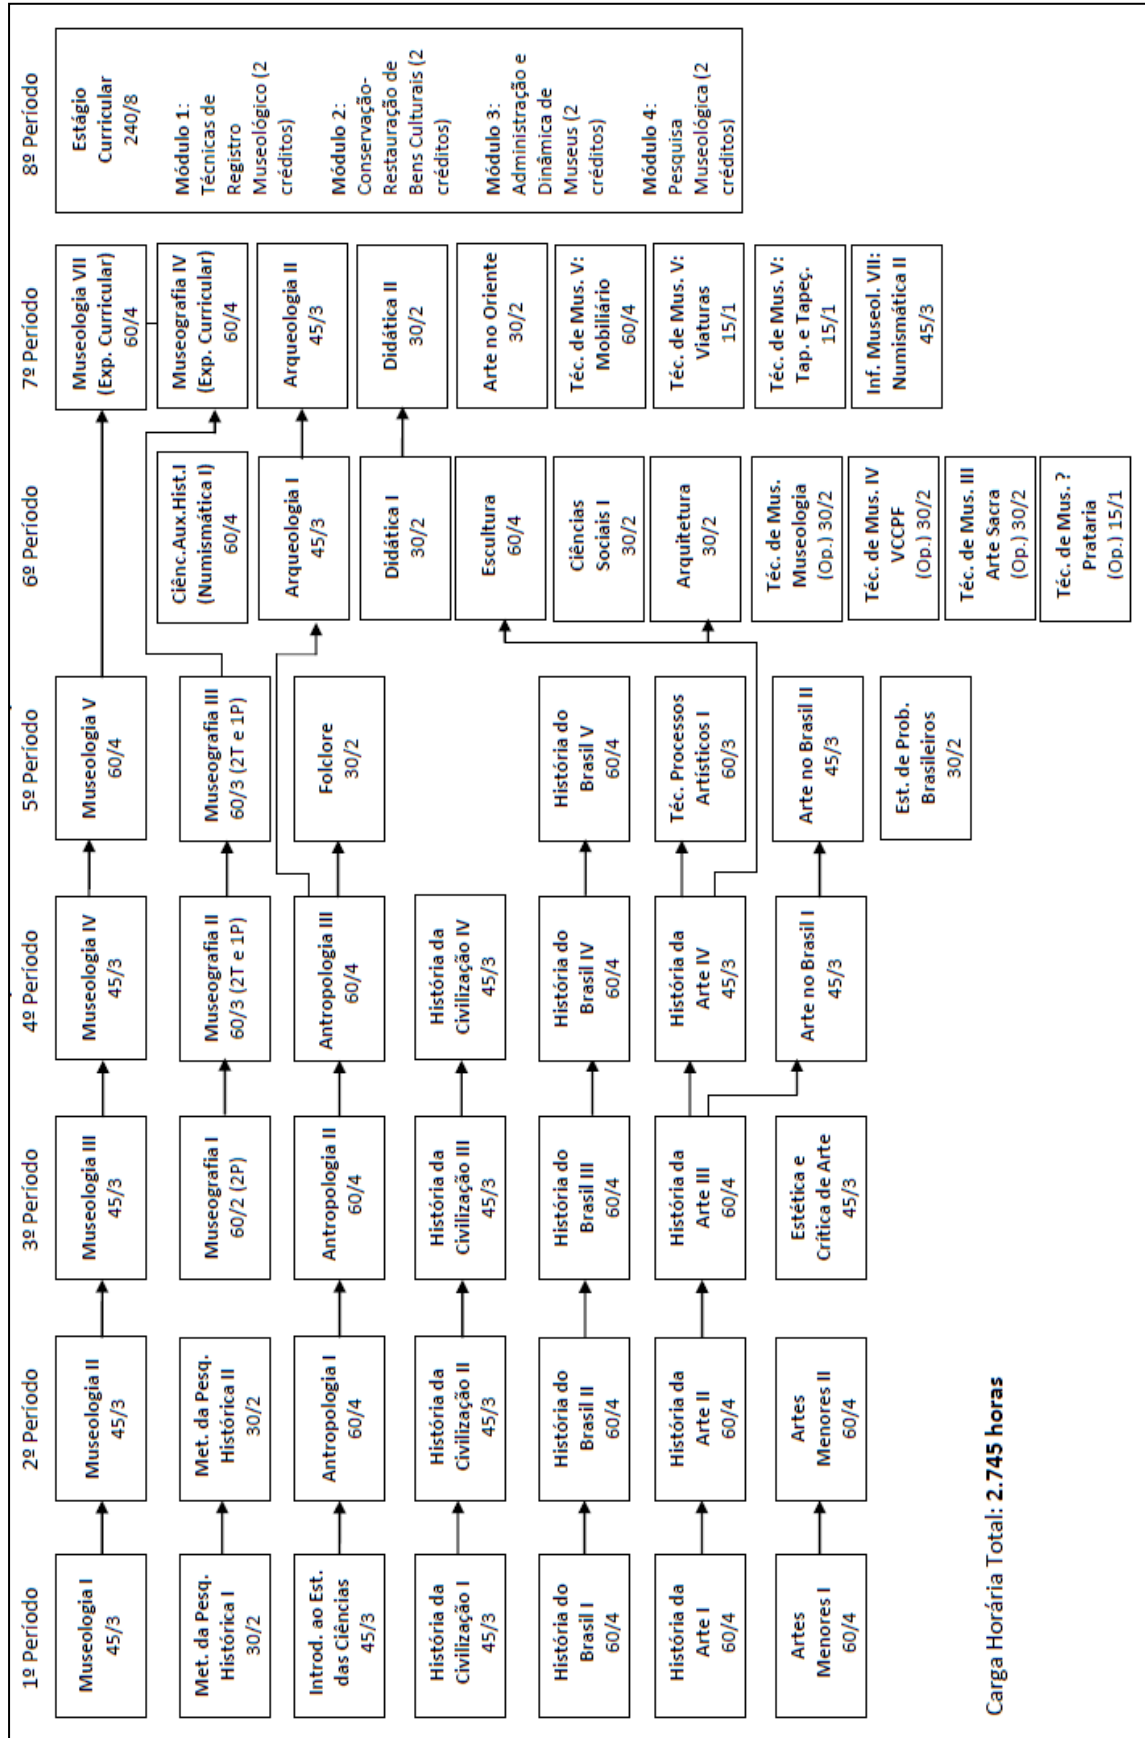 1º Período
Museologia I
45/3
Met. da Pesq.
Histórica I
30/2
Introd. ao Est.
das Ciências
45/3
História da
Civilização I
45/3
História do
Brasil I
60/4
História da
Arte I
60/4
Artes
Menores I
60/4
2º Período
Museologia II
45/3
Met. da Pesq.
Histórica II
30/2
Antropologia I
60/4
História da
Civilização II
45/3
História do
Brasil II
60/4
História da
Arte II
60/4
Artes
Menores II
60/4
3º Período
Museologia III
45/3
Museografia I
60/2 (2P)
Antropologia II
60/4
História da
Civilização III
45/3
História do
Brasil III
60/4
História da
Arte III
60/4
Estética e
Crítica de Arte
45/3
4º Período
Museologia IV
45/3
Museografia II
60/3 (2T e 1P)
Antropologia III
60/4
História da
Civilização IV
45/3
História do
Brasil IV
60/4
História da
Arte IV
45/3
Arte no Brasil I
45/3
5º Período
Museologia V
60/4
Museografia III
60/3 (2T e 1P)
Folclore
30/2
História do
Brasil V
60/4
Téc. Processos
Artísticos I
60/3
Arte no Brasil II
45/3
Est. de Prob.
Brasileiros
30/2
6º Período
Ciênc.Aux.Hist.I
(Numismática I)
60/4
Arqueologia I
45/3
Didática I
30/2
Escultura
60/4
Ciências
Sociais I
30/2
Arquitetura
30/2
Téc. de Mus.
Museologia
(Op.) 30/2
Téc. de Mus. IV
VCCPF
(Op.) 30/2
Téc. de Mus. III
Arte Sacra
(Op.) 30/2
Téc. de Mus. ?
Prataria
(Op.) 15/1
7º Período
Museologia VII
(Exp. Curricular)
60/4
Museografia IV
(Exp. Curricular)
60/4
Arqueologia II
45/3
Didática II
30/2
Arte no Oriente
30/2
Téc. de Mus. V:
Mobiliário
60/4
Téc. de Mus. V:
Viaturas
15/1
Téc. de Mus. V:
Tap. e Tapeç.
15/1
Inf. Museol. VII:
Numismática II
45/3
8º Período
Estágio
Curricular
240/8
Módulo 1:
Técnicas de
Registro
Museológico (2
créditos)
Módulo 2:
Conservação-
Restauração de
Bens Culturais (2
créditos)
Módulo 3:
Administração e
Dinâmica de
Museus (2
créditos)
Módulo 4:
Pesquisa
Museológica (2
créditos)
Carga Horária Total: 2.745 horas